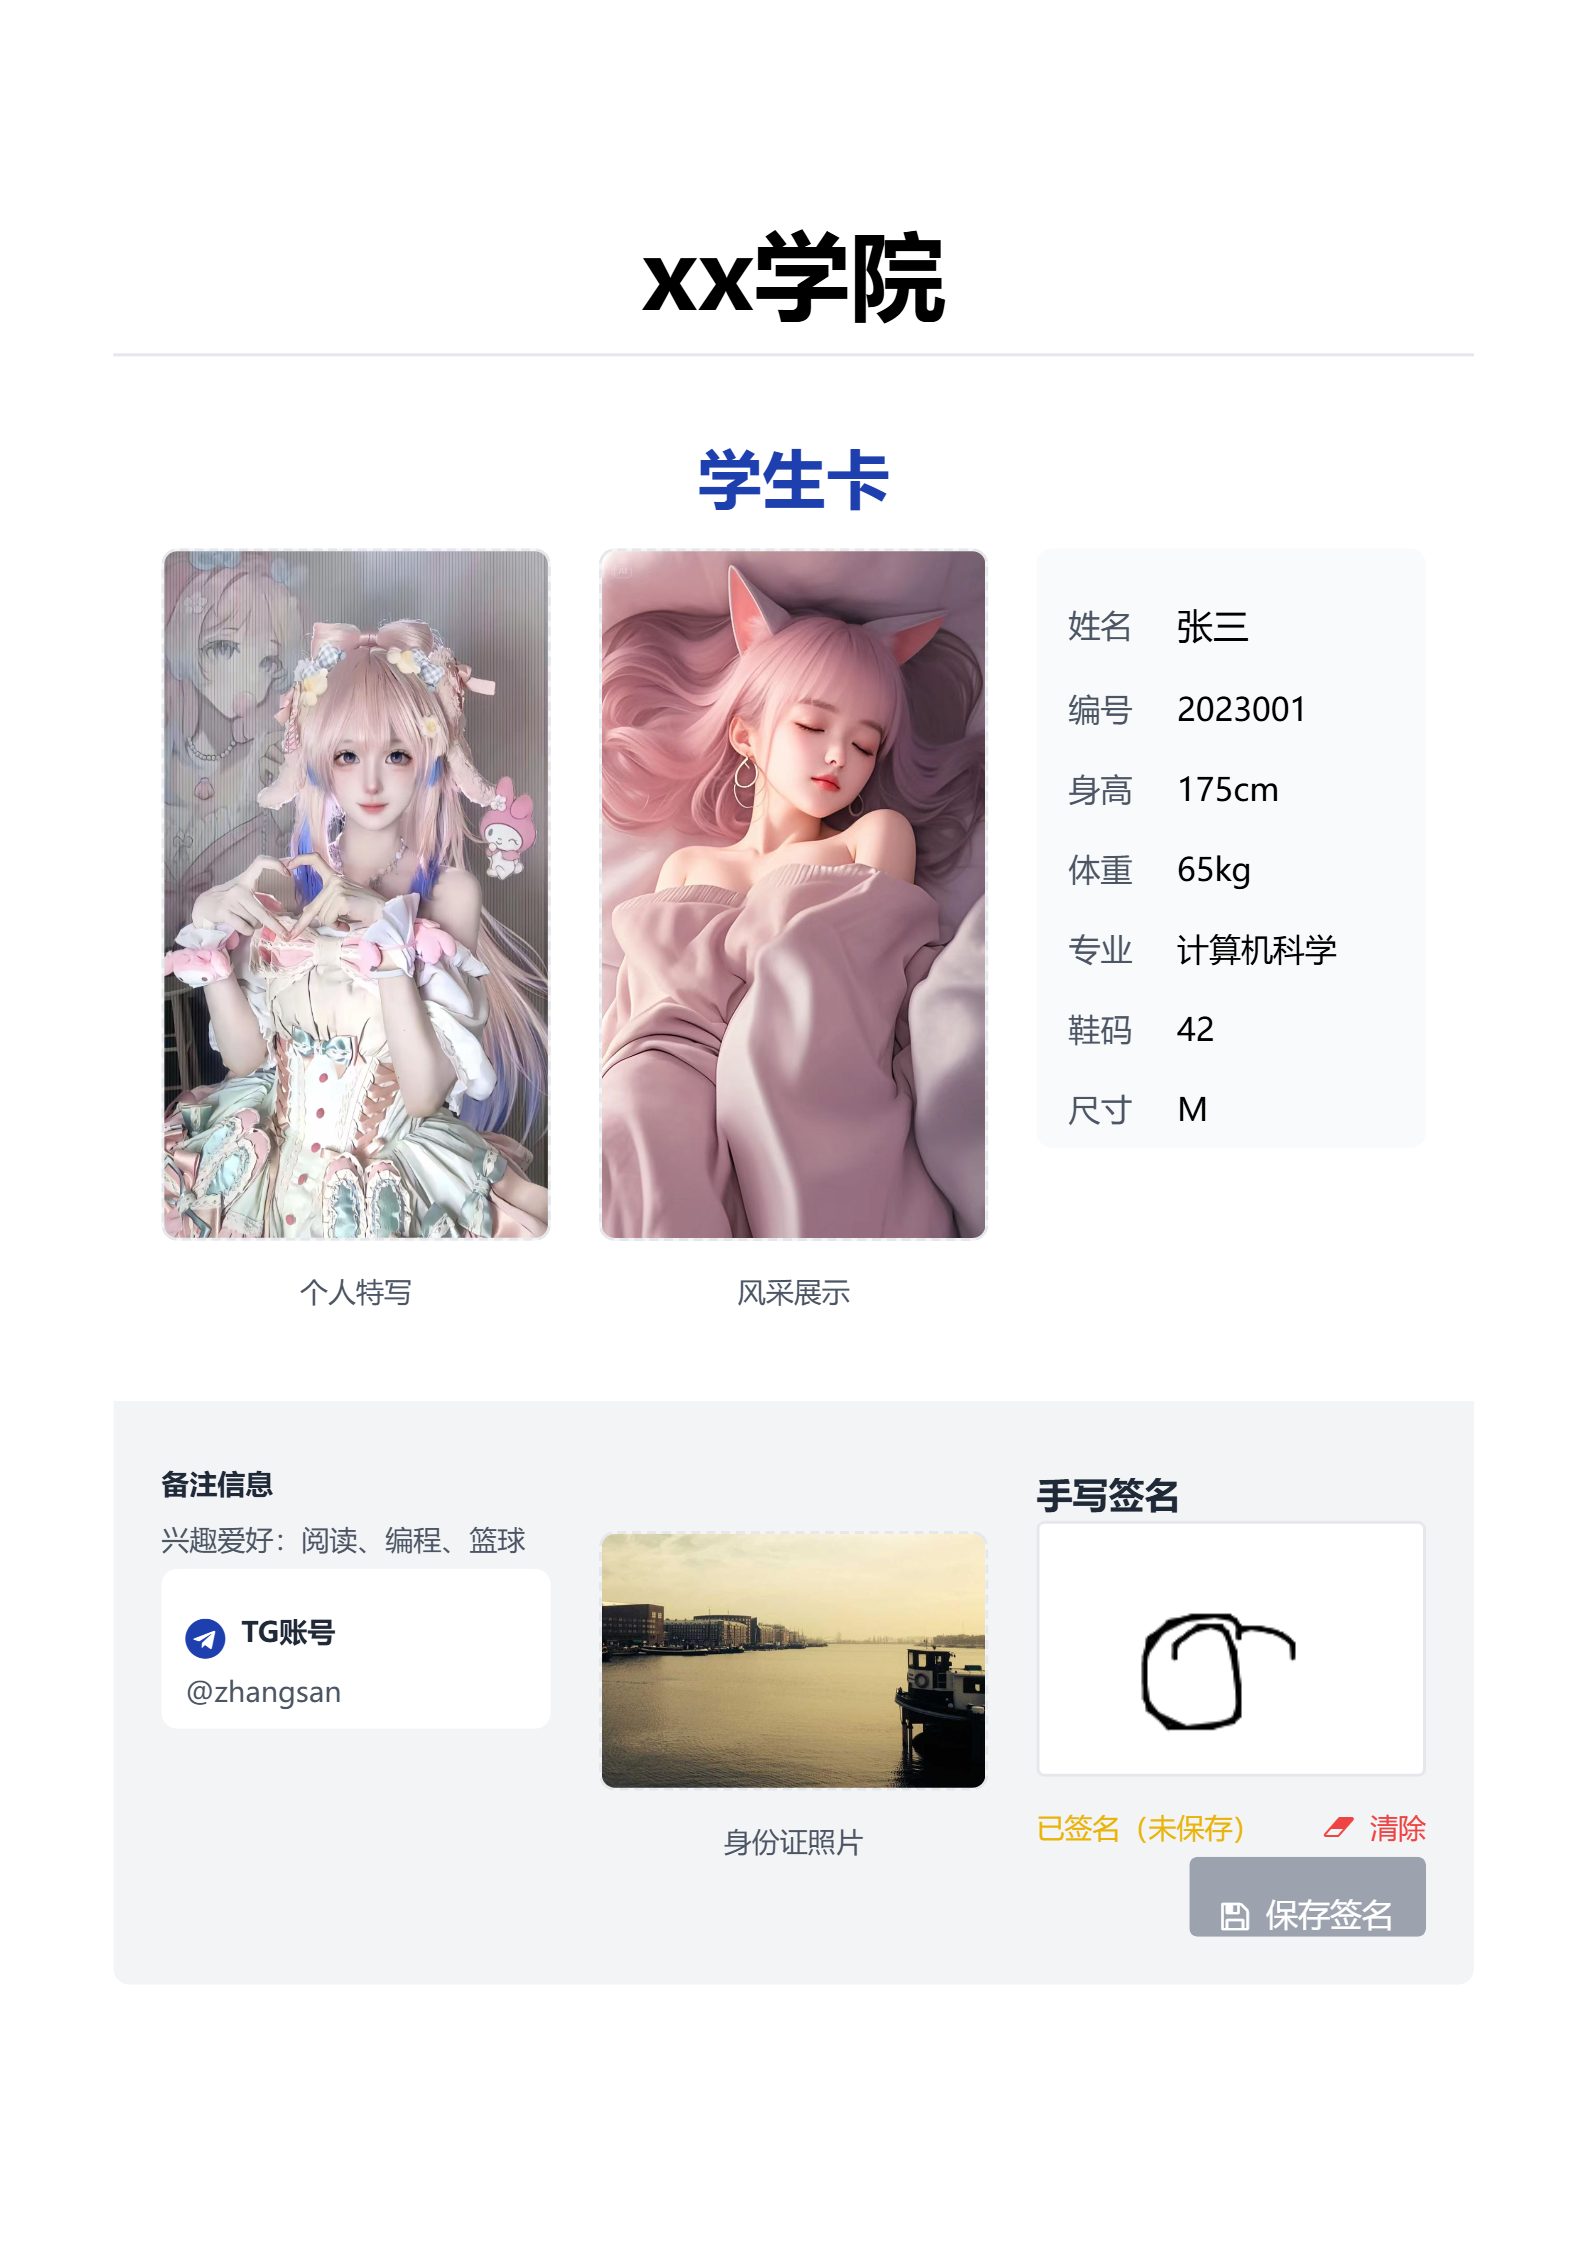 xx学院
学生卡
姓名 张三
编号 2023001
身高 175cm
体重 65kg
专业 计算机科学
鞋码 42
尺寸 M
个人特写
风采展示
备注信息
兴趣爱好：阅读、编程、篮球
TG账号
@zhangsan
身份证照片
手写签名
已签名（未保存）
清除
保存签名